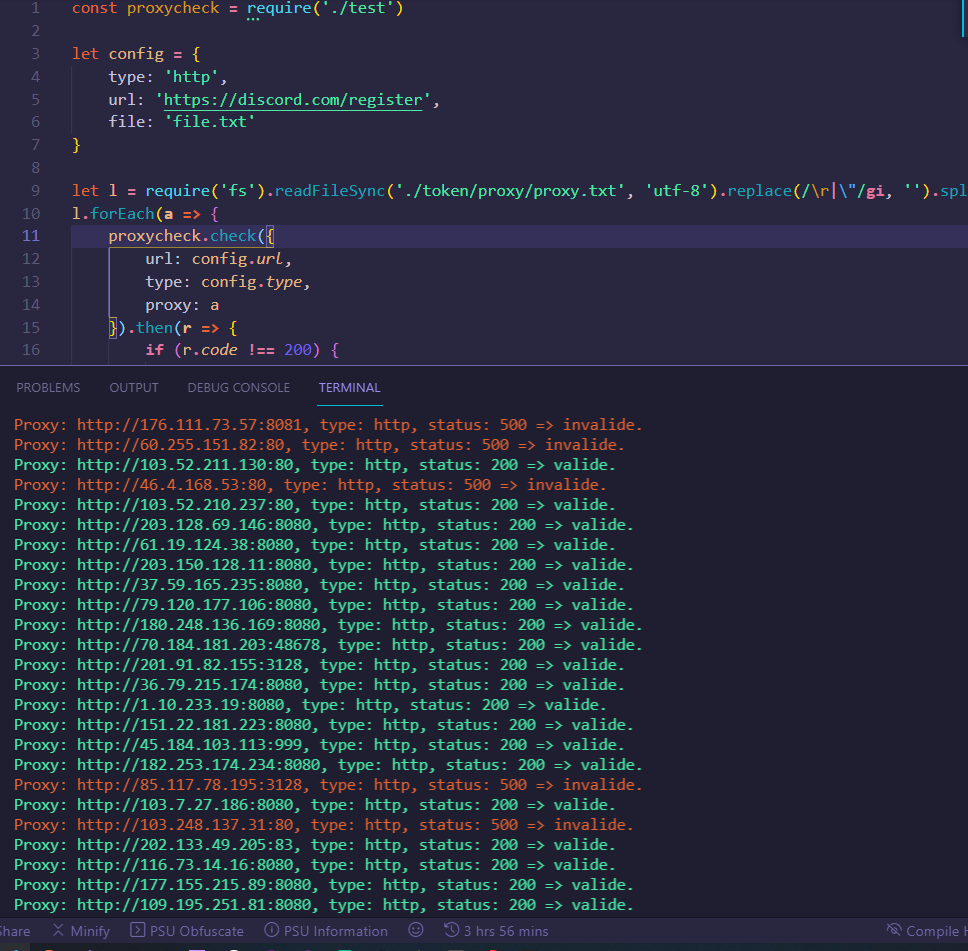 1 const proxycheck = require('./test')
2
3 let config = {
4 type: 'http',
5 url: 'https://discord.com/register',
6 file: 'file.txt'
7 }
8
9 let l = require('fs').readFileSync('./token/proxy/proxy.txt', 'utf-8').replace(/\r|\"/gi, '').spl
10 l.forEach(a => {
11 proxycheck.check({
12 url: config.url,
13 type: config.type,
14 proxy: a
15 }).then(r => {
16 if (r.code !== 200) {
PROBLEMS OUTPUT DEBUG CONSOLE TERMINAL
Proxy: http://176.111.73.57:8081, type: http, status: 500 => invalide.
Proxy: http://60.255.151.82:80, type: http, status: 500 => invalide.
Proxy: http://103.52.211.130:80, type: http, status: 200 => valide.
Proxy: http://46.4.168.53:80, type: http, status: 500 => invalide.
Proxy: http://103.52.210.237:80, type: http, status: 200 => valide.
Proxy: http://203.128.69.146:8080, type: http, status: 200 => valide.
Proxy: http://61.19.124.38:8080, type: http, status: 200 => valide.
Proxy: http://203.150.128.11:8080, type: http, status: 200 => valide.
Proxy: http://37.59.165.235:8080, type: http, status: 200 => valide.
Proxy: http://79.120.177.106:8080, type: http, status: 200 => valide.
Proxy: http://180.248.136.169:8080, type: http, status: 200 => valide.
Proxy: http://70.184.181.203:48678, type: http, status: 200 => valide.
Proxy: http://201.91.82.155:3128, type: http, status: 200 => valide.
Proxy: http://36.79.215.174:8080, type: http, status: 200 => valide.
Proxy: http://1.10.233.19:8080, type: http, status: 200 => valide.
Proxy: http://151.22.181.223:8080, type: http, status: 200 => valide.
Proxy: http://45.184.103.113:999, type: http, status: 200 => valide.
Proxy: http://182.253.174.234:8080, type: http, status: 200 => valide.
Proxy: http://85.117.78.195:3128, type: http, status: 500 => invalide.
Proxy: http://103.7.27.186:8080, type: http, status: 200 => valide.
Proxy: http://103.248.137.31:80, type: http, status: 500 => invalide.
Proxy: http://202.133.49.205:83, type: http, status: 200 => valide.
Proxy: http://116.73.14.16:8080, type: http, status: 200 => valide.
Proxy: http://177.155.215.89:8080, type: http, status: 200 => valide.
Proxy: http://109.195.251.81:8080, type: http, status: 200 => valide.
Share Minify PSU Obfuscate PSU Information 3 hrs 56 mins Compile H